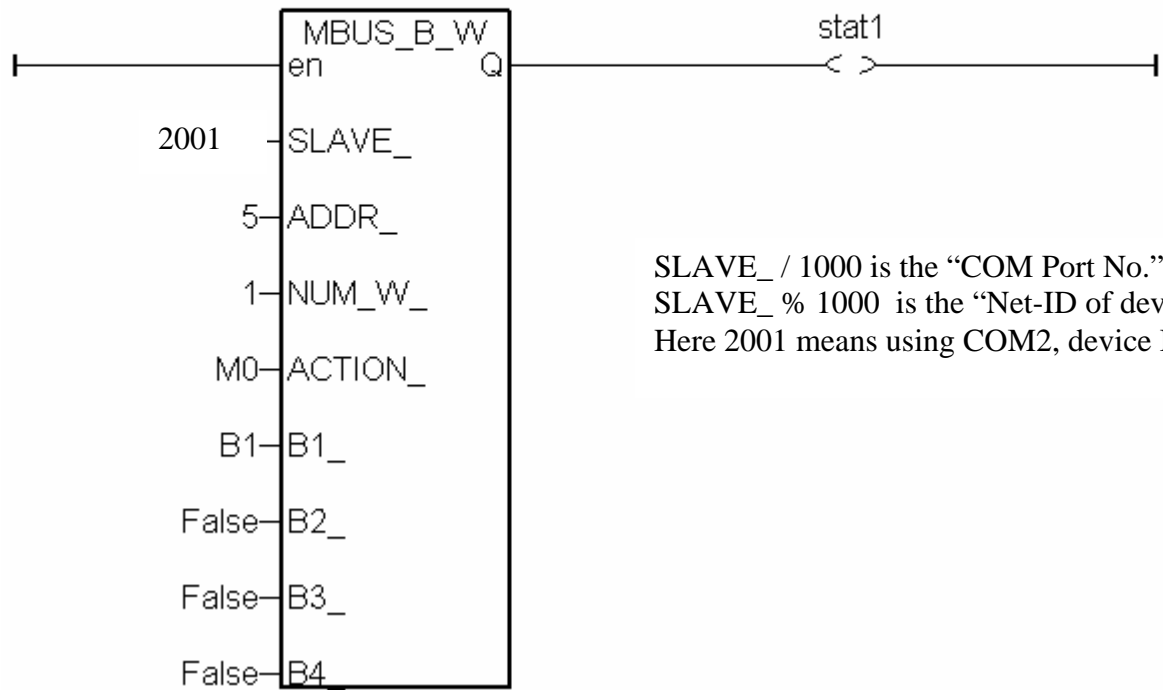 MBUS_B_W
stat1
en Q
< >
2001 SLAVE_
5 ADDR_
SLAVE_ / 1000 is the “COM Port No.”
SLAVE_ % 1000 is the “Net-ID of
1 NUM_W_
Here 2001 means using COM2, device
M0 ACTION_
B1 B1_
False B2_
False B3_
False B4_